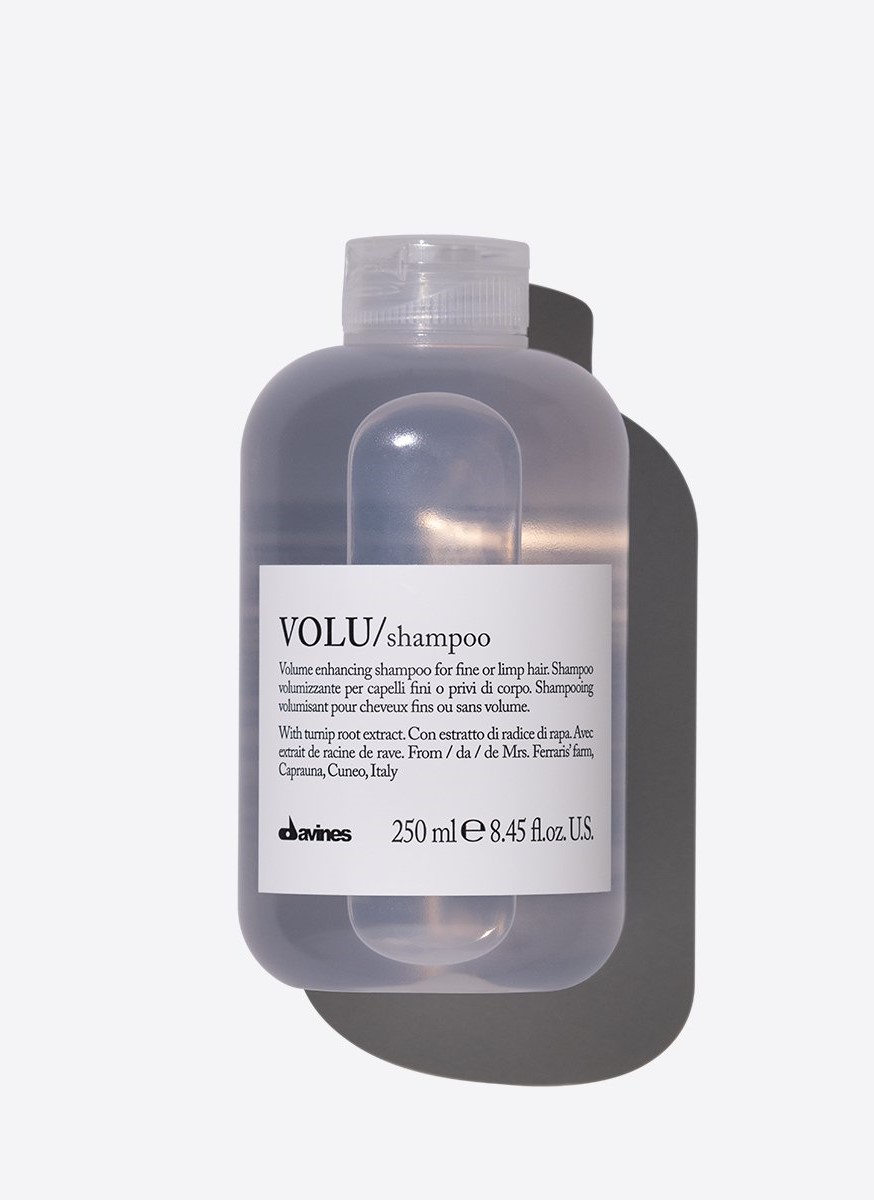 VOLU/shampoo
Volume enhancing shampoo for fine or limp hair. Shampoo
volumizzante per capelli fini o privi di corpo. Shampooing
volumisant pour cheveux fins ou sans volume.
With turnip root extract. Con estratto di radice di rapa. Avec
extrait de racine de rave. From / da / de Mrs. Ferraris' farm,
Caprauna, Cuneo, Italy
davines 250 ml ℮ 8.45 fl.oz. U.S.